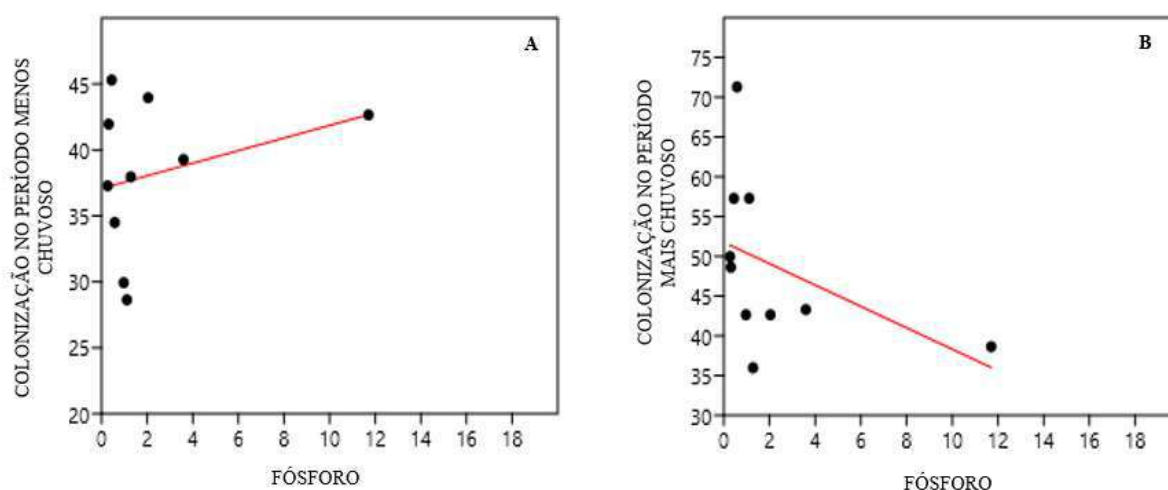 A
COLONIZAÇÃO NO PERÍODO MENOS
CHUVOSO
45
40
35
30
25
20
0 2 4 6 8 10 12 14 16 18
FÓSFORO
B
COLONIZAÇÃO NO PERÍODO
MAIS CHUVOSO
75
70
65
60
55
50
45
40
35
30
0 2 4 6 8 10 12 14 16 18
FÓSFORO